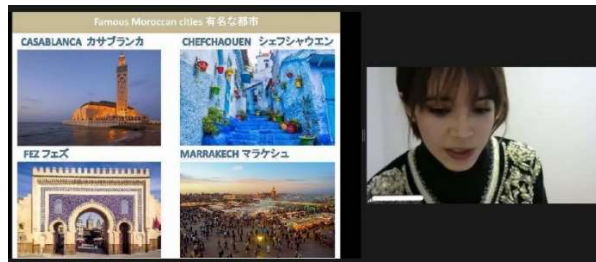 Famous Moroccan cities 有名な都市
CASABLANCA カサブランカ
CHEFCHAOUEN シェフシャウエン
FEZ フェズ
MARRAKECH マラケシュ